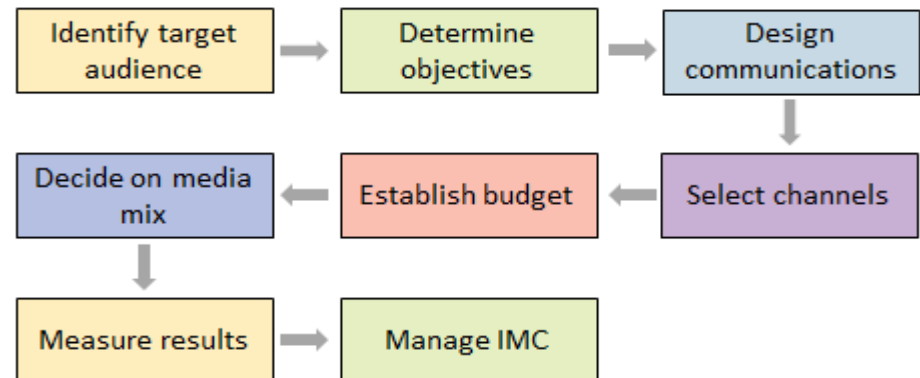 Identify target
audience
Determine
objectives
Design
communications
Select channels
Establish budget
Decide on media
mix
Measure results
Manage IMC